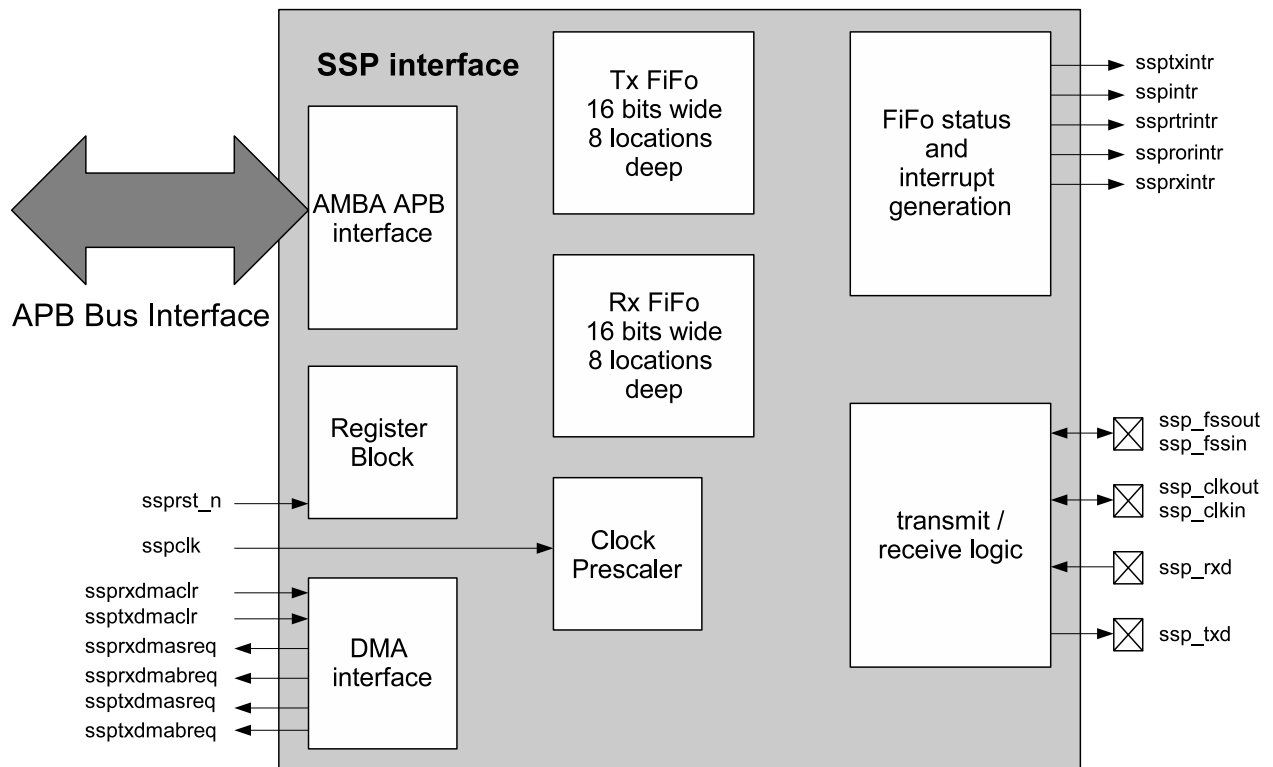 SSP interface
Tx FiFo
16 bits wide
8 locations
deep
FiFo status
and
interrupt
generation
ssptxintr
sspintr
ssprtrintr
ssprorintr
ssprxintr
AMBA APB
interface
APB Bus Interface
Rx FiFo
16 bits wide
8 locations
deep
Register
Block
ssprst_n
sspclk
Clock
Prescaler
transmit /
receive logic
ssp_fssout
ssp_fssin
ssp_clkout
ssp_clkin
ssp_rxd
ssp_txd
ssprxdmaclr
ssptxdmaclr
ssprxdmasreq
ssprxdmabreq
ssptxdmasreq
ssptxdmabreq
DMA
interface